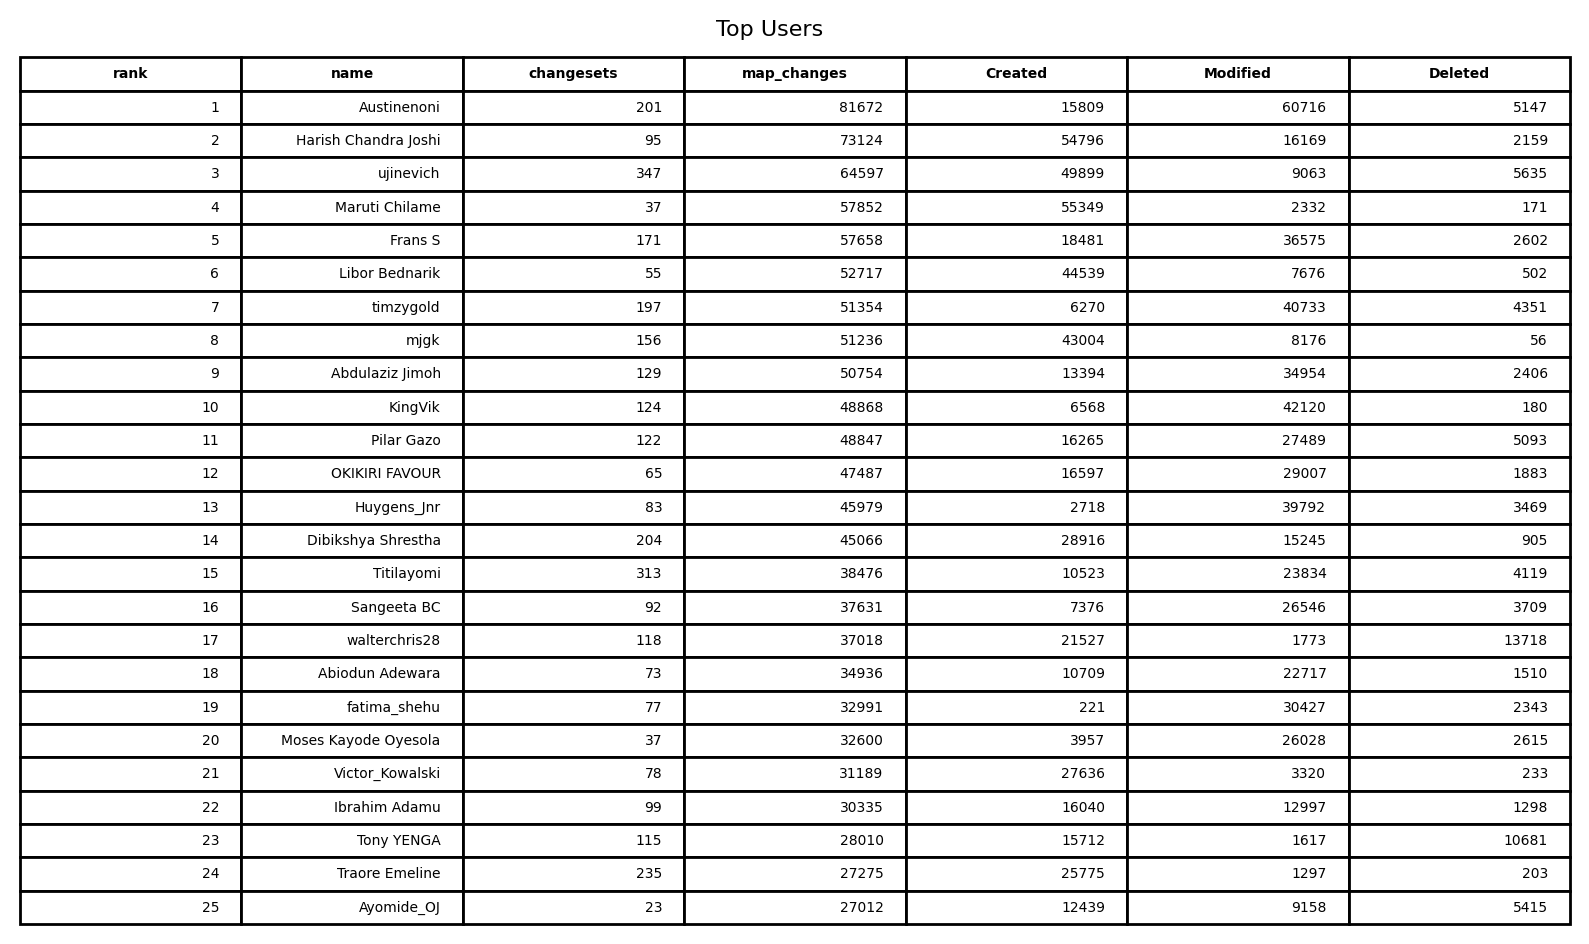 Top Users
rank name changesets map_changes Created Modified Deleted
1 Austinenoni 201 81672 15809 60716 5147
2 Harish Chandra Joshi 95 73124 54796 16169 2159
3 ujinevich 347 64597 49899 9063 5635
4 Maruti Chilame 37 57852 55349 2332 171
5 Frans S 171 57658 18481 36575 2602
6 Libor Bednarik 55 52717 44539 7676 502
7 timzygold 197 51354 6270 40733 4351
8 mjgk 156 51236 43004 8176 56
9 Abdulaziz Jimoh 129 50754 13394 34954 2406
10 KingVik 124 48868 6568 42120 180
11 Pilar Gazo 122 48847 16265 27489 5093
12 OKIKIRI FAVOUR 65 47487 16597 29007 1883
13 Huygens_Jnr 83 45979 2718 39792 3469
14 Dibikshya Shrestha 204 45066 28916 15245 905
15 Titilayomi 313 38476 10523 23834 4119
16 Sangeeta BC 92 37631 7376 26546 3709
17 walterchris28 118 37018 21527 1773 13718
18 Abiodun Adewara 73 34936 10709 22717 1510
19 fatima_shehu 77 32991 221 30427 2343
20 Moses Kayode Oyesola 37 32600 3957 26028 2615
21 Victor_Kowalski 78 31189 27636 3320 233
22 Ibrahim Adamu 99 30335 16040 12997 1298
23 Tony YENGA 115 28010 15712 1617 10681
24 Traore Emeline 235 27275 25775 1297 203
25 Ayomide_OJ 23 27012 12439 9158 5415